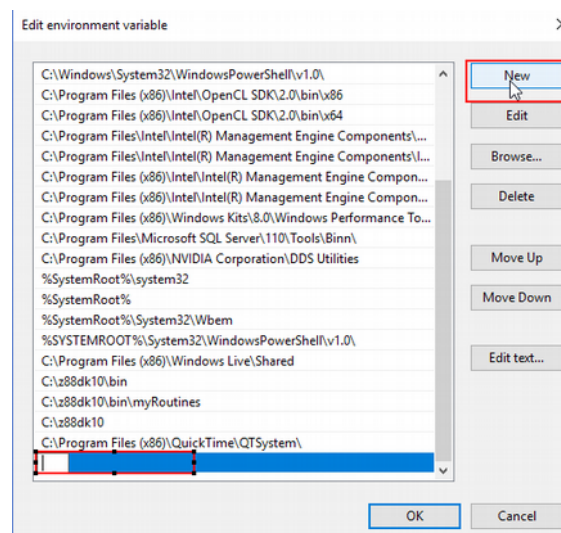 Edit environment variable
C:\Windows\System32\WindowsPowerShell\v1.0\
C:\Program Files (x86)\Intel\OpenCL SDK\2.0\bin\x86
C:\Program Files (x86)\Intel\OpenCL SDK\2.0\bin\x64
C:\Program Files\Intel\Intel(R) Management Engine Components\...
C:\Program Files\Intel\Intel(R) Management Engine Components\I...
C:\Program Files (x86)\Intel\Intel(R) Management Engine Compon...
C:\Program Files (x86)\Intel\Intel(R) Management Engine Compon...
C:\Program Files (x86)\Windows Kits\8.0\Windows Performance To...
C:\Program Files\Microsoft SQL Server\110\Tools\Binn\
C:\Program Files (x86)\NVIDIA Corporation\DDS Utilities
%SystemRoot%\system32
%SystemRoot%
%SystemRoot%\System32\Wbem
%SYSTEMROOT%\System32\WindowsPowerShell\v1.0\
C:\Program Files (x86)\Windows Live\Shared
C:\z88dk10\bin
C:\z88dk10\bin\myRoutines
C:\z88dk10
C:\Program Files (x86)\QuickTime\QTSystem\
New
Edit
Browse...
Delete
Move Up
Move Down
Edit text...
OK
Cancel